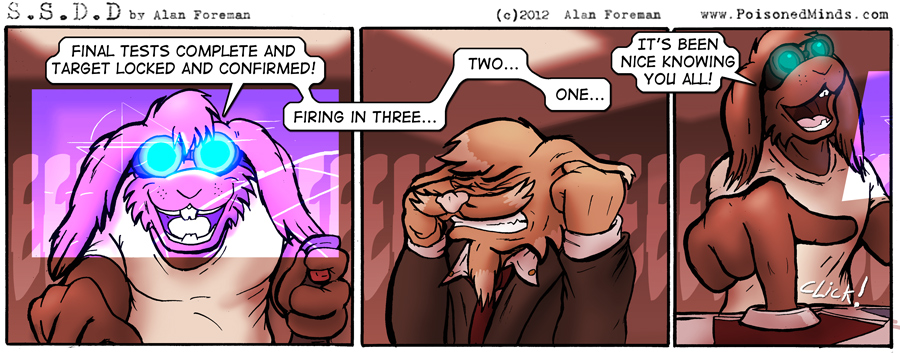 S.S.D.D by Alan Foreman (c)2012 Alan Foreman www.PoisonedMinds.com
FINAL TESTS COMPLETE AND
TARGET LOCKED AND CONFIRMED!
FIRING IN THREE...
TWO...
ONE...
IT'S BEEN
NICE KNOWING
YOU ALL!
CLICK!